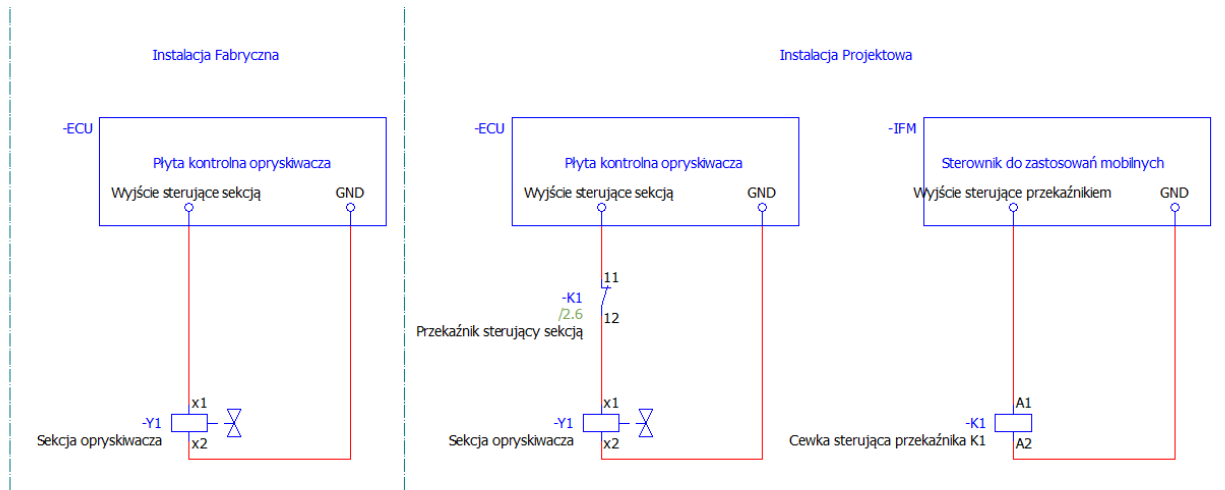 Instalacja Fabryczna
Instalacja Projektowa
-ECU
Płyta kontrolna opryskiwacza
Wyjście sterujące sekcją
GND
x1
-Y1
Sekcja opryskiwacza
x2
-ECU
Płyta kontrolna opryskiwacza
Wyjście sterujące sekcją
GND
11
-K1
/2.6
12
Przekaźnik sterujący sekcją
x1
-Y1
Sekcja opryskiwacza
x2
-IFM
Sterownik do zastosowań mobilnych
Wyjście sterujące przekaźnikiem
GND
A1
-K1
Cewka sterująca przekaźnika K1
A2